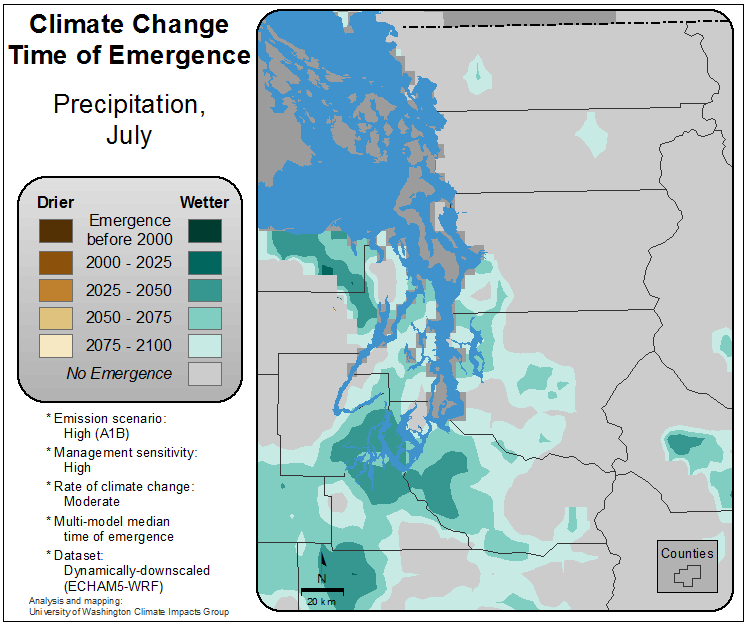 Climate Change
Time of Emergence
Precipitation,
July
Drier
Wetter
Emergence
before 2000
2000 - 2025
2025 - 2050
2050 - 2075
2075 - 2100
No Emergence
* Emission scenario:
High (A1B)
* Management sensitivity:
High
* Rate of climate change:
Moderate
* Multi-model median
time of emergence
* Dataset:
Dynamically-downscaled
(ECHAM5-WRF)
Analysis and mapping:
University of Washington Climate Impacts Group
N
20 km
Counties